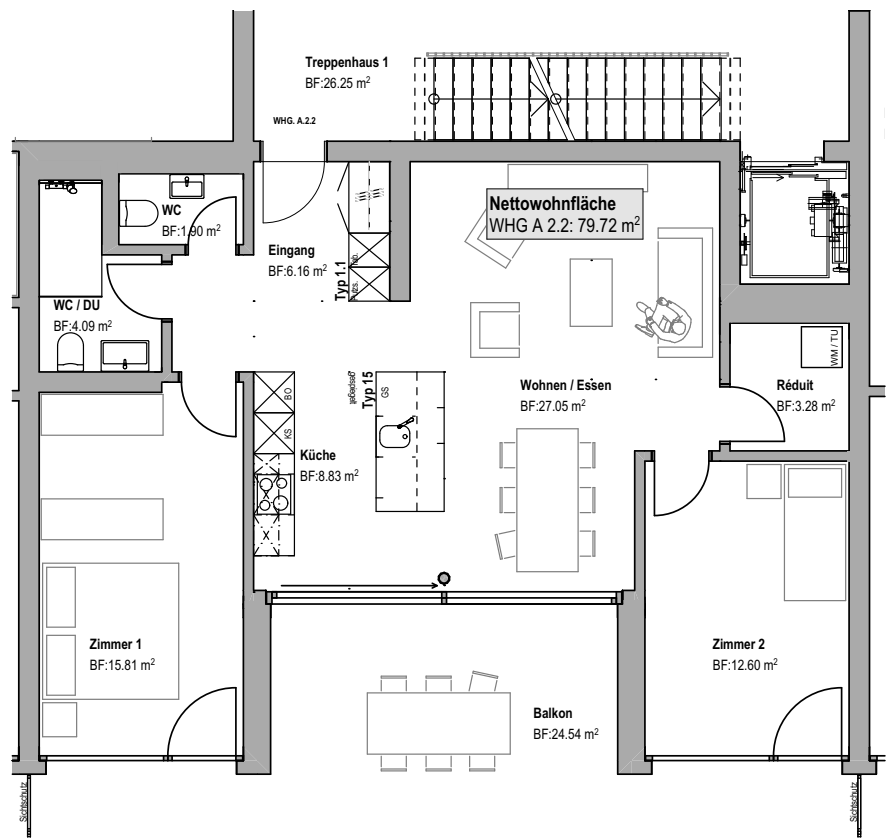 Treppenhaus 1
BF:26.25 m²
WHG. A.2.2
WC
BF:1.90 m²
Eingang
BF:6.16 m²
Typ 1.1
Nettowohnfläche
WHG A 2.2: 79.72 m²
WC / DU
BF:4.09 m²
WM / TU
Réduit
BF:3.28 m²
Wohnen / Essen
BF:27.05 m²
Typ 15
gespiegelt
GS
BO
KS
Küche
BF:8.83 m²
Zimmer 1
BF:15.81 m²
Zimmer 2
BF:12.60 m²
Balkon
BF:24.54 m²
Sichtschutz
Sichtschutz